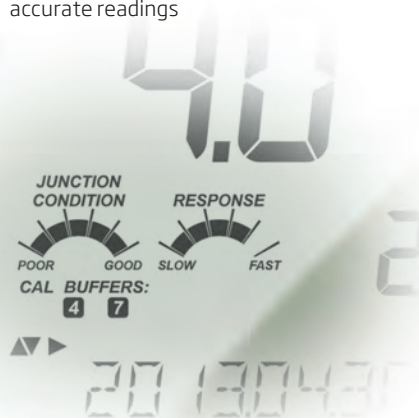 accurate readings
4.0
JUNCTION
CONDITION
RESPONSE
POOR GOOD SLOW FAST
CAL BUFFERS:
4 7